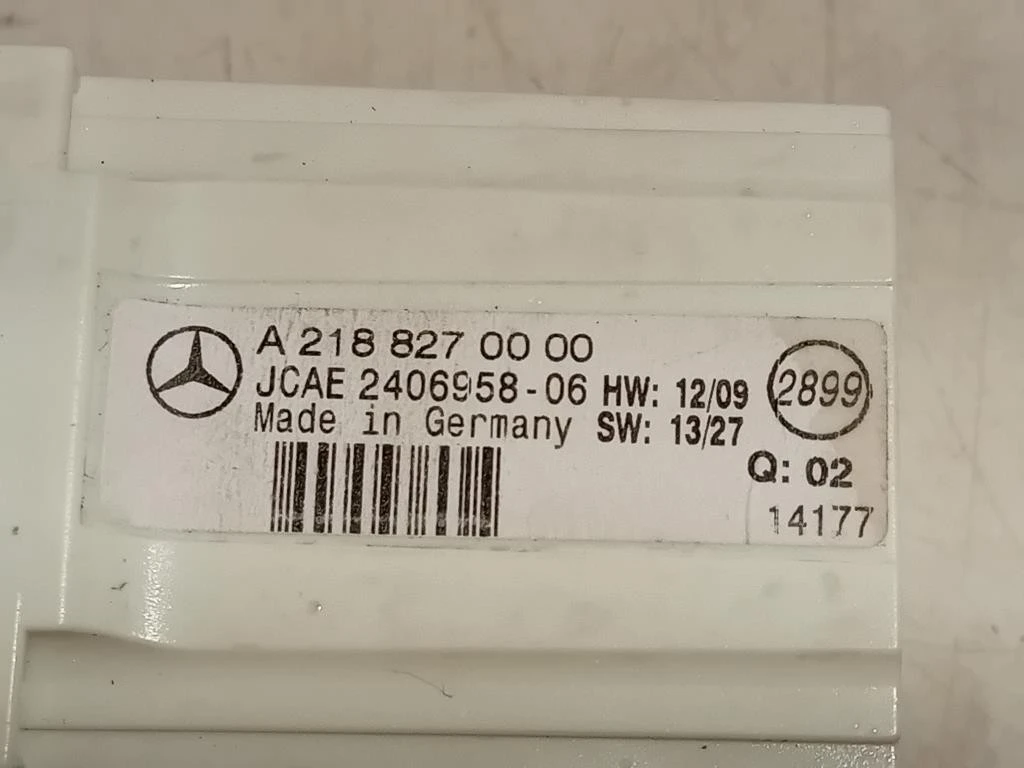 A 218 827 00 00
JCAE 2406958-06 HW: 12/09
Made in Germany SW: 13/27
2899
Q: 02
14177